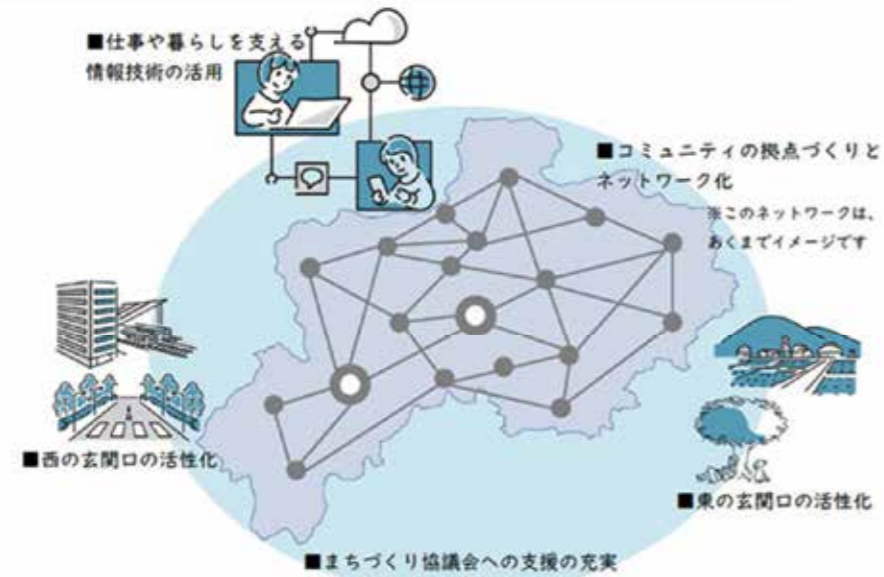 ■仕事や暮らしを支える
情報技術の活用
■コミュニティの拠点づくりと
ネットワーク化
※このネットワークは、
あくまでイメージです
■西の玄関口の活性化
■東の玄関口の活性化
■まちづくり協議会への支援の充実